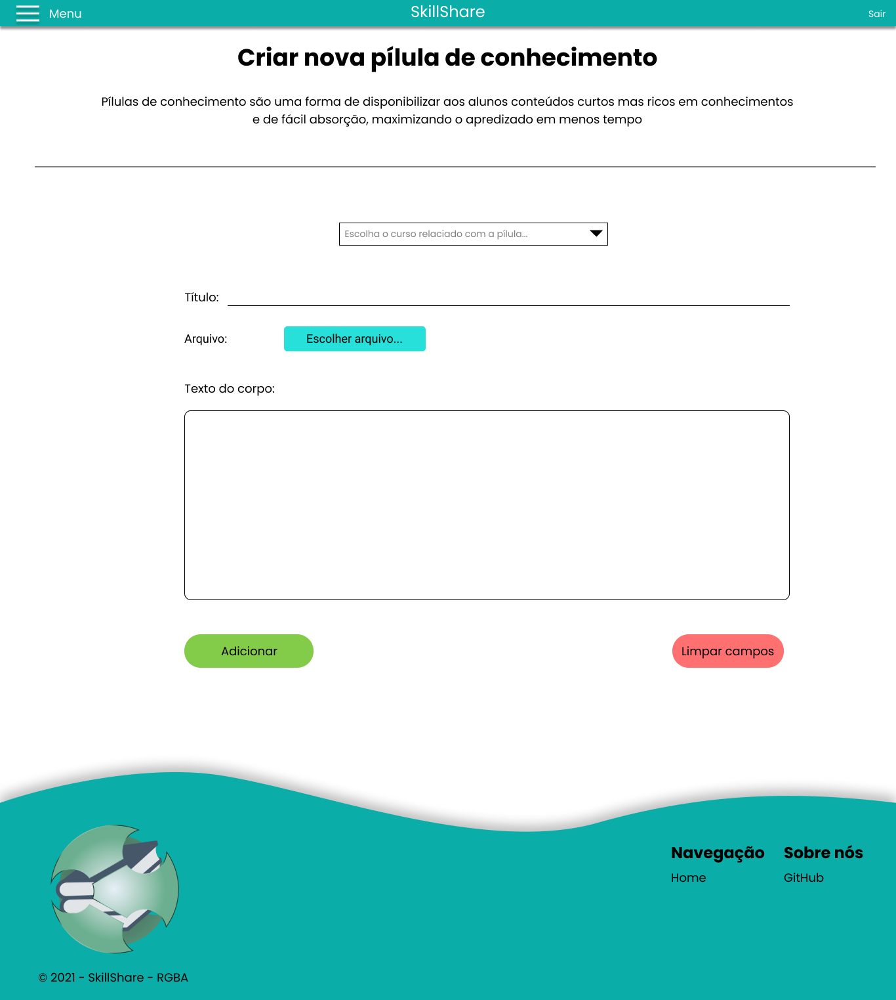 Menu
SkillShare
Sair
Criar nova pílula de conhecimento
Pílulas de conhecimento são uma forma de disponibilizar aos alunos conteúdos curtos mas ricos em conhecimentos
e de fácil absorção, maximizando o apredizado em menos tempo
Escolha o curso relaciado com a pílula...
Título:
Arquivo:
Escolher arquivo...
Texto do corpo:
Adicionar
Limpar campos
Navegação
Sobre nós
Home
GitHub
© 2021 - SkillShare - RGBA